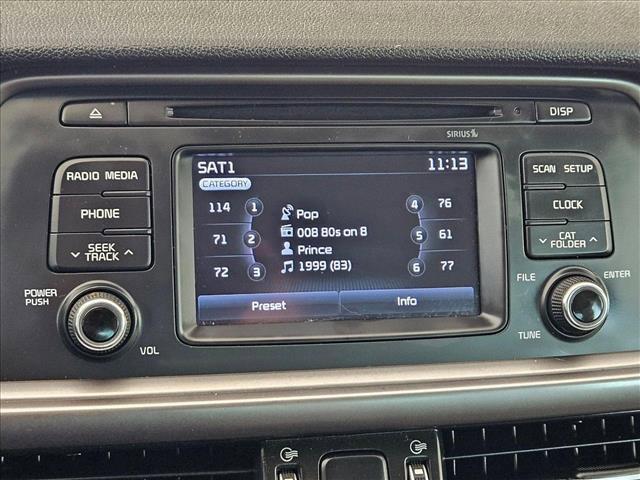 DISP
SIRIUS
SAT1 11:13
CATEGORY
114 1 Pop 4 76
008 80s on 8
71 2 Prince 5 61
72 3 1999 (83) 6 77
Preset Info
RADIO MEDIA
PHONE
SEEK
TRACK
POWER
PUSH
VOL
SCAN SETUP
CLOCK
CAT
FOLDER
FILE ENTER
TUNE